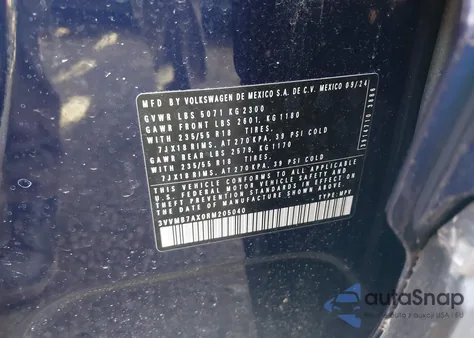 MFD BY VOLKSWAGEN DE MEXICO S.A. DE C.V. MEXICO 09/24
GVWR LBS 5071 KG 2300
GAWR FRONT LBS 2601, KG 1180
WITH 235/55 R18 TIRES,
7JX18 RIMS, AT 270 KPA, 39 PSI COLD
GAWR REAR LBS 2579, KG 1170
WITH 235/55 R18 TIRES,
7JX18 RIMS, AT 270 KPA, 39 PSI COLD
THIS VEHICLE CONFORMS TO ALL APPLICABLE
U.S. FEDERAL MOTOR VEHICLE SAFETY
STANDARDS IN EFFECT ON THE
DATE OF MANUFACTURE SHOWN ABOVE.
3VVMB7AX0RM205040 TYPE: MPV
autoSnap